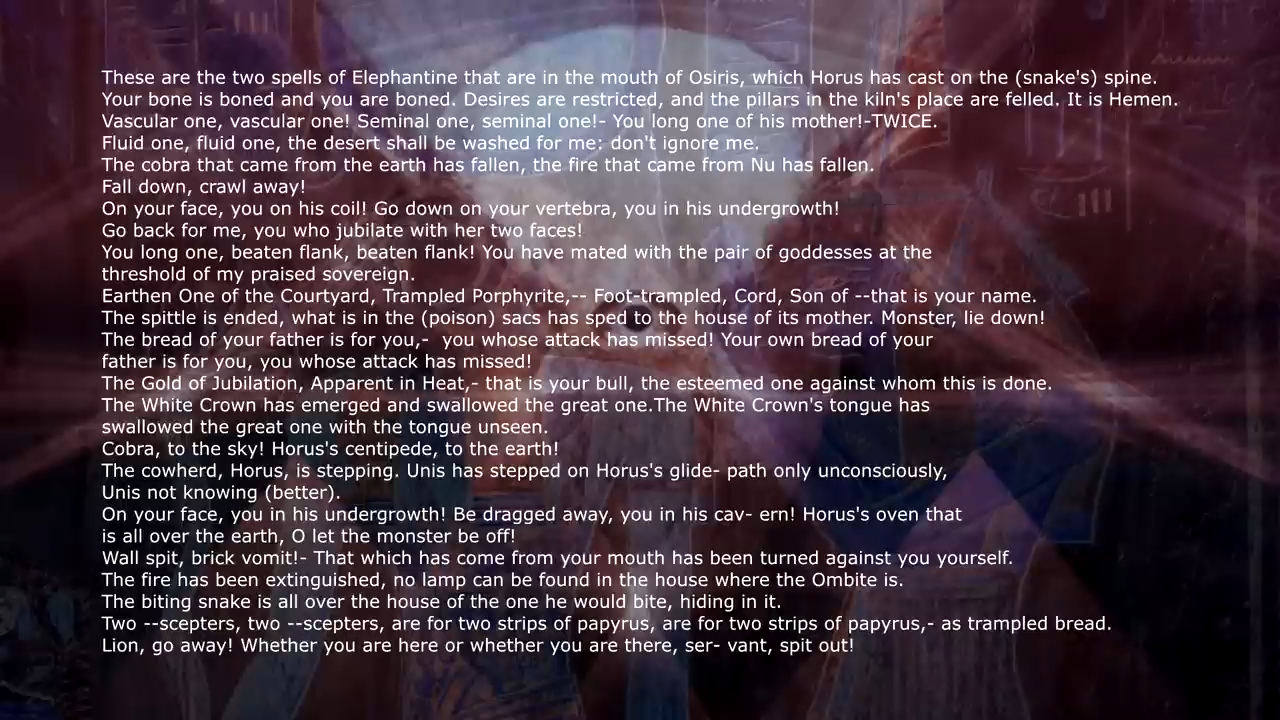 These are the two spells of Elephantine that are in the mouth of Osiris, which Horus has cast on the (snake's) spine.
Your bone is boned and you are boned. Desires are restricted, and the pillars in the kiln's place are felled. It is Hemen.
Vascular one, vascular one! Seminal one, seminal one!- You long one of his mother!-TWICE.
Fluid one, fluid one, the desert shall be washed for me: don't ignore me.
The cobra that came from the earth has fallen, the fire that came from Nu has fallen.
Fall down, crawl away!
On your face, you on his coil! Go down on your vertebra, you in his undergrowth!
Go back for me, you who jubilate with her two faces!
You long one, beaten flank, beaten flank! You have mated with the pair of goddesses at the
threshold of my praised sovereign.
Earthen One of the Courtyard, Trampled Porphyrite,-- Foot-trampled, Cord, Son of --that is your name.
The spittle is ended, what is in the (poison) sacs has sped to the house of its mother. Monster, lie down!
The bread of your father is for you,-  you whose attack has missed! Your own bread of your
father is for you, you whose attack has missed!
The Gold of Jubilation, Apparent in Heat,- that is your bull, the esteemed one against whom this is done.
The White Crown has emerged and swallowed the great one.The White Crown's tongue has
swallowed the great one with the tongue unseen.
Cobra, to the sky! Horus's centipede, to the earth!
The cowherd, Horus, is stepping. Unis has stepped on Horus's glide- path only unconsciously,
Unis not knowing (better).
On your face, you in his undergrowth! Be dragged away, you in his cav- ern! Horus's oven that
is all over the earth, O let the monster be off!
Wall spit, brick vomit!- That which has come from your mouth has been turned against you yourself.
The fire has been extinguished, no lamp can be found in the house where the Ombite is.
The biting snake is all over the house of the one he would bite, hiding in it.
Two --scepters, two --scepters, are for two strips of papyrus, are for two strips of papyrus,- as trampled bread.
Lion, go away! Whether you are here or whether you are there, ser- vant, spit out!